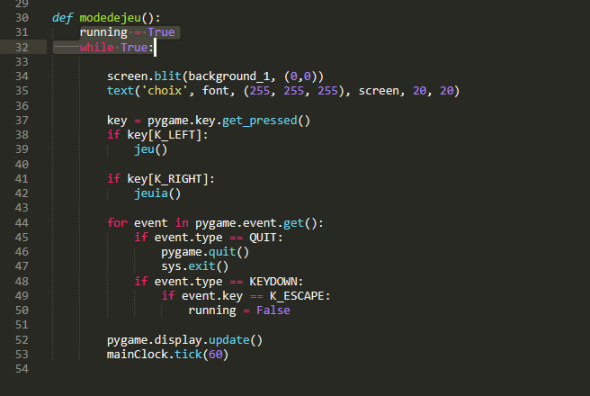 29
30 def modedejeu():
31 running = True
32 while True:
33
34 screen.blit(background_1, (0,0))
35 text('choix', font, (255, 255, 255), screen, 20, 20)
36
37 key = pygame.key.get_pressed()
38 if key[K_LEFT]:
39 jeu()
40
41 if key[K_RIGHT]:
42 jeuia()
43
44 for event in pygame.event.get():
45 if event.type == QUIT:
46 pygame.quit()
47 sys.exit()
48 if event.type == KEYDOWN:
49 if event.key == K_ESCAPE:
50 running = False
51
52 pygame.display.update()
53 mainClock.tick(60)
54